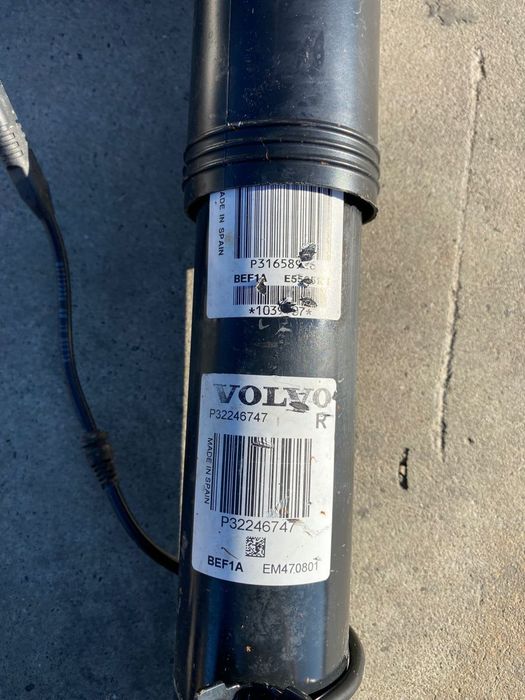 MADE IN SPAIN
BEF1A
VOLVO
P32246747
R
MADE IN SPAIN
P32246747
BEF1A EM470801